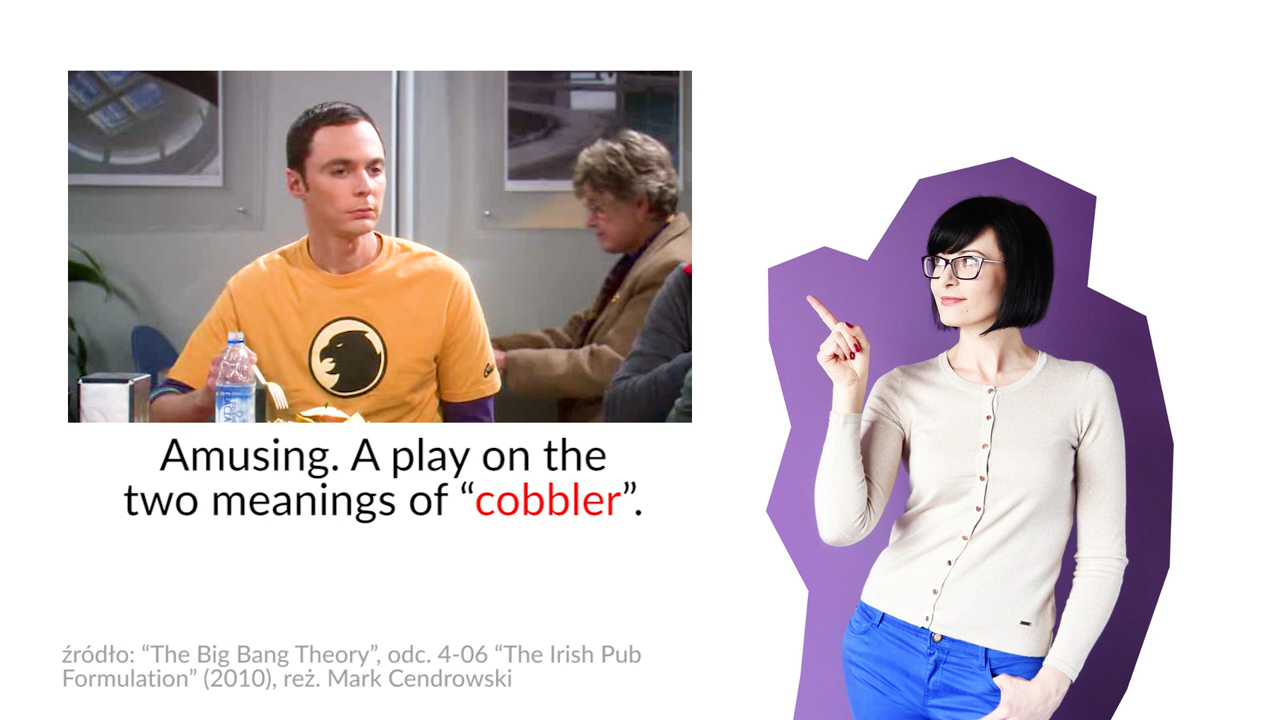 Amusing. A play on the
two meanings of “cobbler”.
źródło: “The Big Bang Theory”, odc. 4-06 “The Irish Pub
Formulation” (2010), reż. Mark Cendrowski